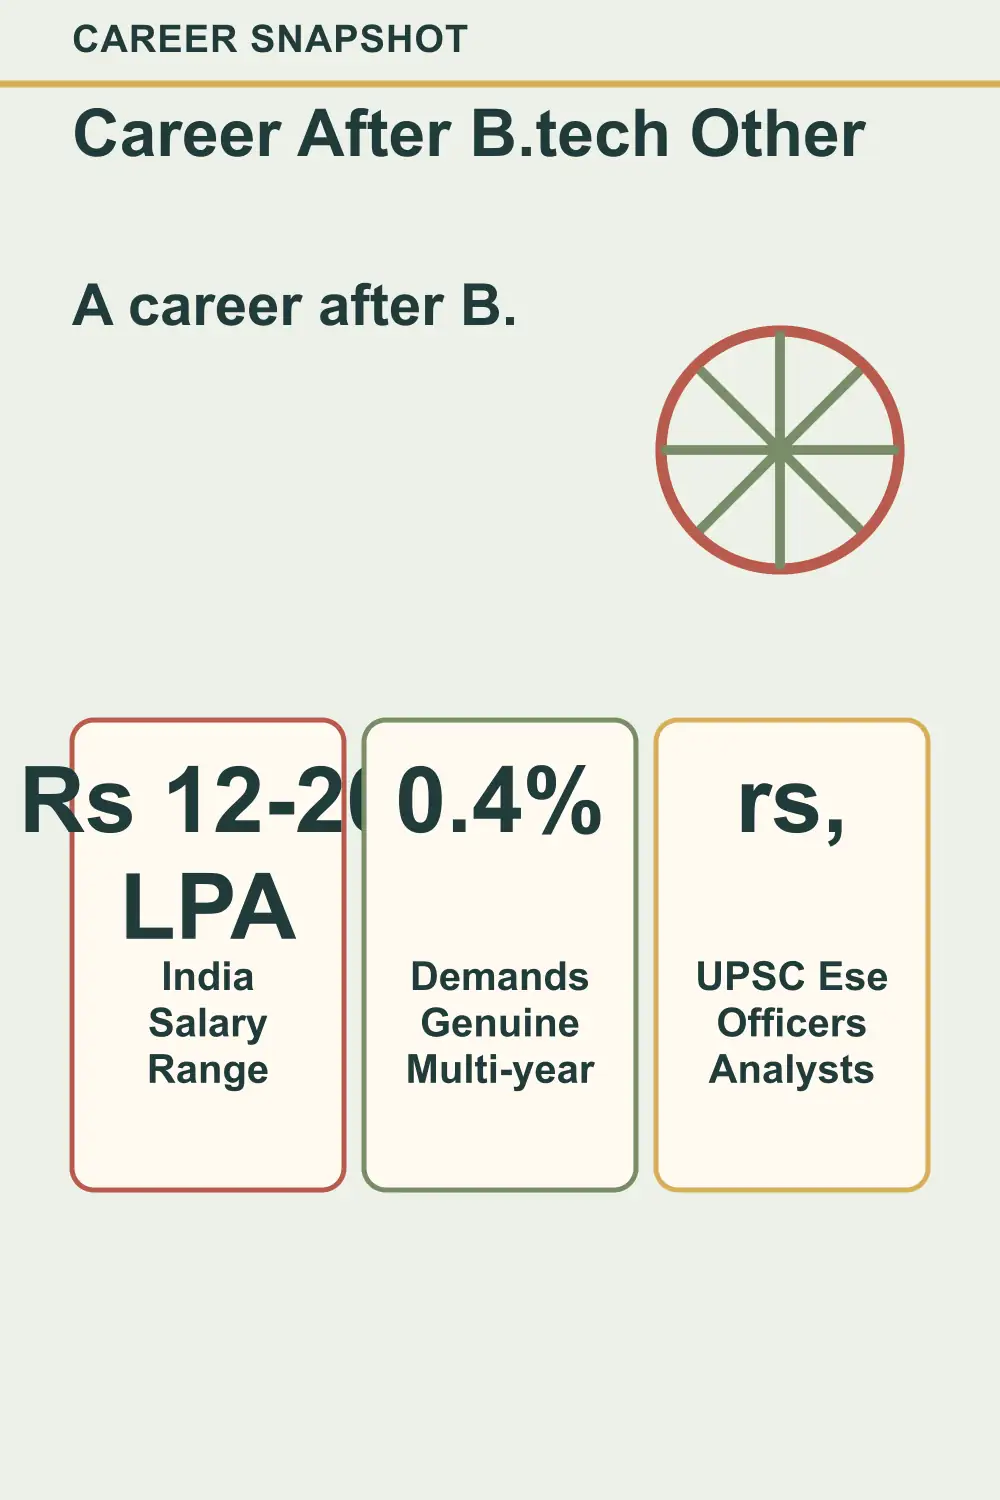 CAREER SNAPSHOT
Career After B.tech Other
A career after B.
Rs 12-20
LPA
India
Salary
Range
0.4%
Demands
Genuine
Multi-year
rs,
UPSC Ese
Officers
Analysts